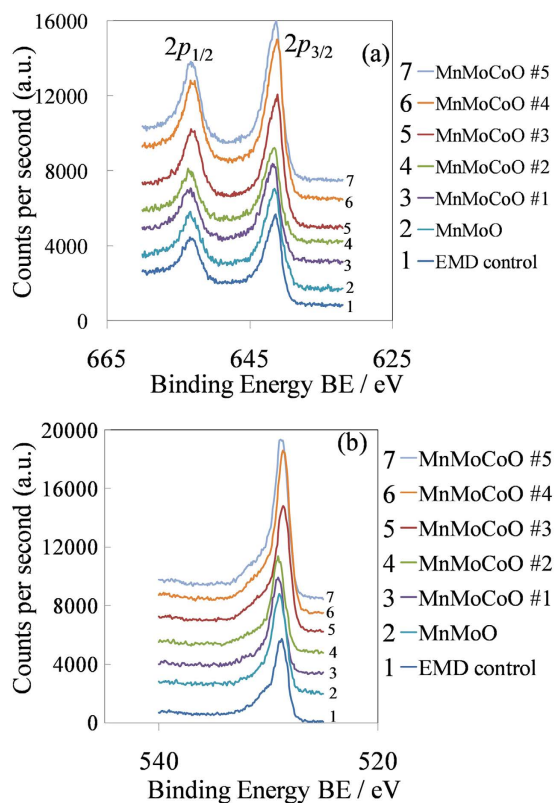 16000
12000
8000
4000
0
Counts per second (a.u.)
2p1/2
2p3/2
(a)
7
6
5
4
3
2
1
665
645
625
Binding Energy BE / eV
7 MnMoCoO #5
6 MnMoCoO #4
5 MnMoCoO #3
4 MnMoCoO #2
3 MnMoCoO #1
2 MnMoO
1 EMD control
20000
16000
12000
8000
4000
0
Counts per second (a.u.)
(b)
7
6
5
4
3
2
1
540
520
Binding Energy BE / eV
7 MnMoCoO #5
6 MnMoCoO #4
5 MnMoCoO #3
4 MnMoCoO #2
3 MnMoCoO #1
2 MnMoO
1 EMD control